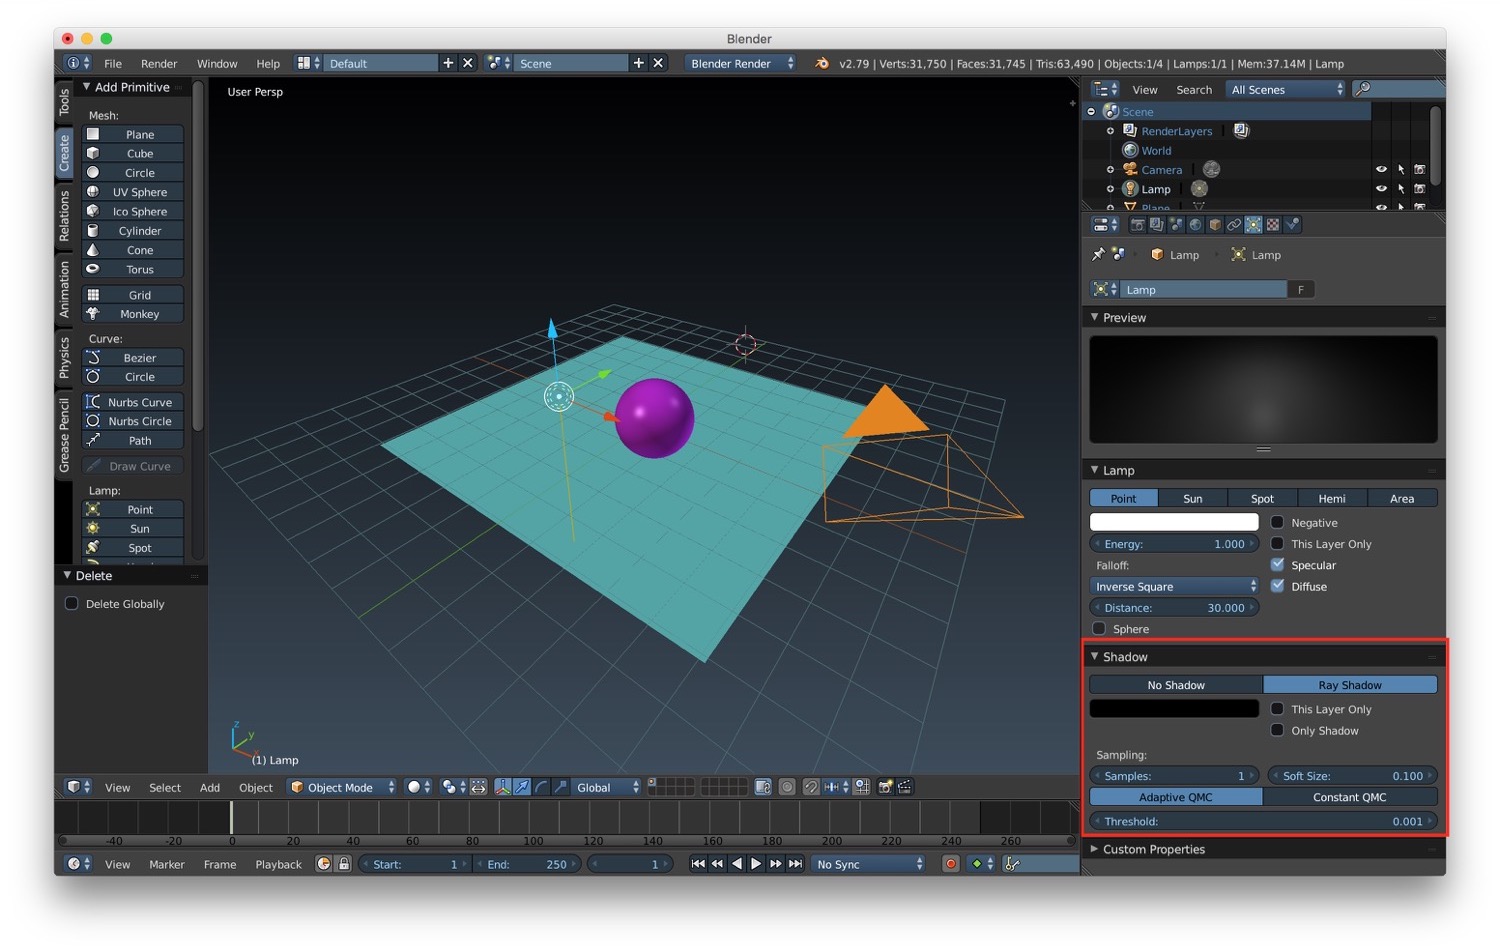 Blender
File Render Window Help Default Scene Blender Render v2.79 | Verts:31,750 | Faces:31,745 | Tris:63,490 | Objects:1/4 | Lamps:1/1 | Mem:37.14M | Lamp
Tools
Create
Relations
Animation
Physics
Grease Pencil
Add Primitive
Mesh:
Plane
Cube
Circle
UV Sphere
Ico Sphere
Cylinder
Cone
Torus
Grid
Monkey
Curve:
Bezier
Circle
Nurbs Curve
Nurbs Circle
Path
Draw Curve
Lamp:
Point
Sun
Spot
Delete
Delete Globally
User Persp
z
y
x
(1) Lamp
View Select Add Object Object Mode Global
-40 -20 0 20 40 60 80 100 120 140 160 180 200 220 240 260
View Marker Frame Playback Start: 1 End: 250 1 No Sync
View Search All Scenes
Scene
RenderLayers
World
Camera
Lamp
Plane
Lamp Lamp
Lamp F
Preview
Lamp
Point Sun Spot Hemi Area
Negative
Energy: 1.000 This Layer Only
Falloff: Specular
Inverse Square Diffuse
Distance: 30.000
Sphere
Shadow
No Shadow Ray Shadow
This Layer Only
Only Shadow
Sampling:
Samples: 1 Soft Size: 0.100
Adaptive QMC Constant QMC
Threshold: 0.001
Custom Properties